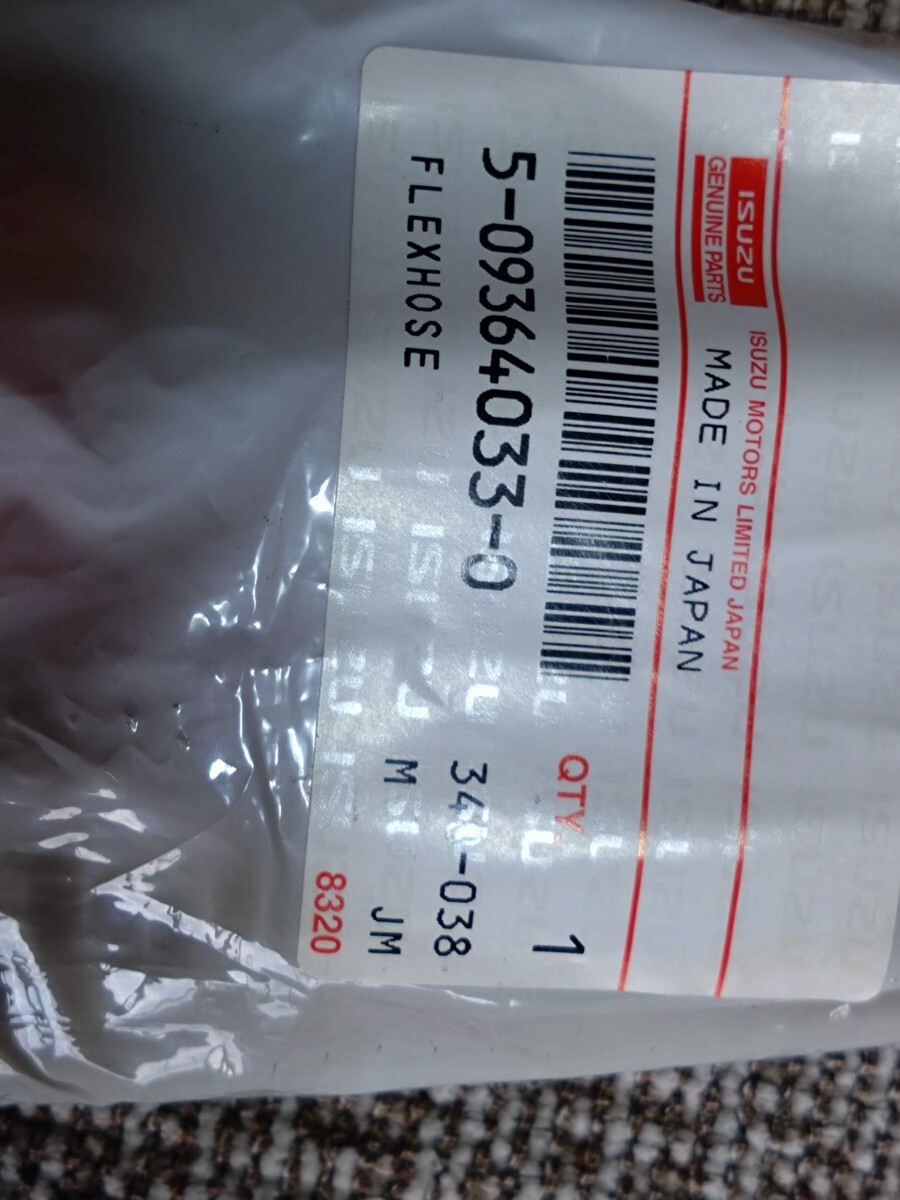 ISUZU
GENUINE PARTS
ISUZU MOTORS LIMITED JAPAN
MADE IN JAPAN
QTY.
1
5-09364033-0
FLEXHOSE
M
JM
8320